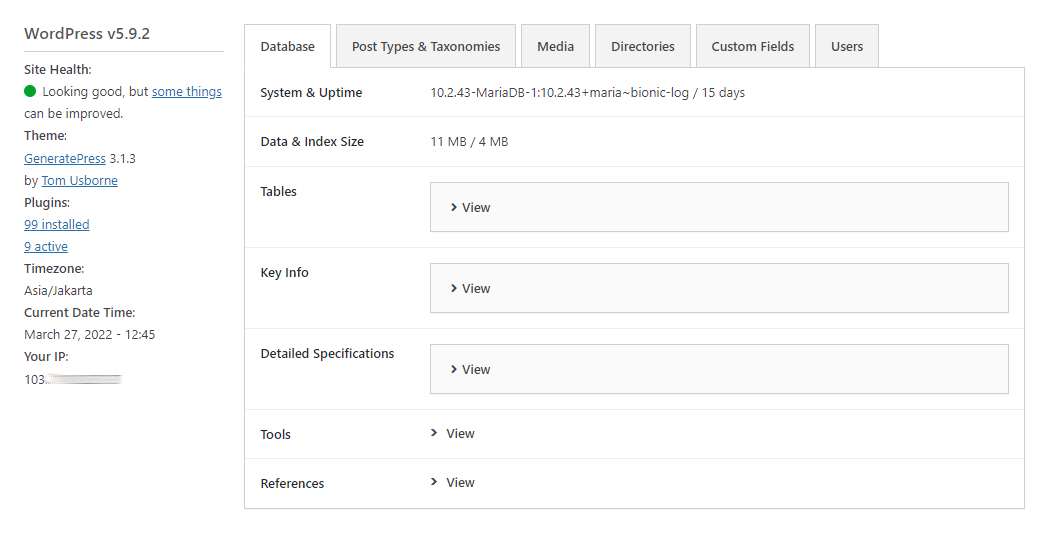 WordPress v5.9.2
Site Health:
Looking good, but some things
can be improved.
Theme:
GeneratePress 3.1.3
by Tom Usborne
Plugins:
99 installed
9 active
Timezone:
Asia/Jakarta
Current Date Time:
March 27, 2022 - 12:45
Your IP:
103
Database
Post Types & Taxonomies
Media
Directories
Custom Fields
Users
System & Uptime
10.2.43-MariaDB-1:10.2.43+maria~bionic-log / 15 days
Data & Index Size
11 MB / 4 MB
Tables
View
Key Info
View
Detailed Specifications
View
Tools
View
References
View